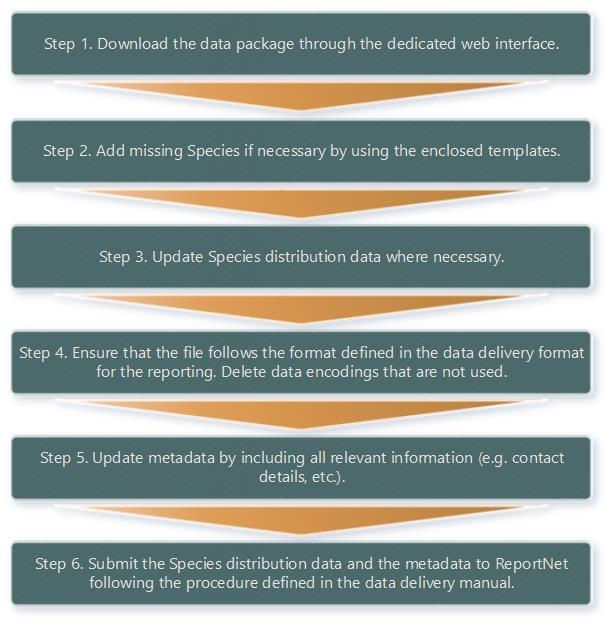 Step 1. Download the data package through the dedicated web interface.
Step 2. Add missing Species if necessary by using the enclosed templates.
Step 3. Update Species distribution data where necessary.
Step 4. Ensure that the file follows the format defined in the data delivery format
for the reporting. Delete data encodings that are not used.
Step 5. Update metadata by including all relevant information (e.g. contact
details, etc.).
Step 6. Submit the Species distribution data and the metadata to ReportNet
following the procedure defined in the data delivery manual.